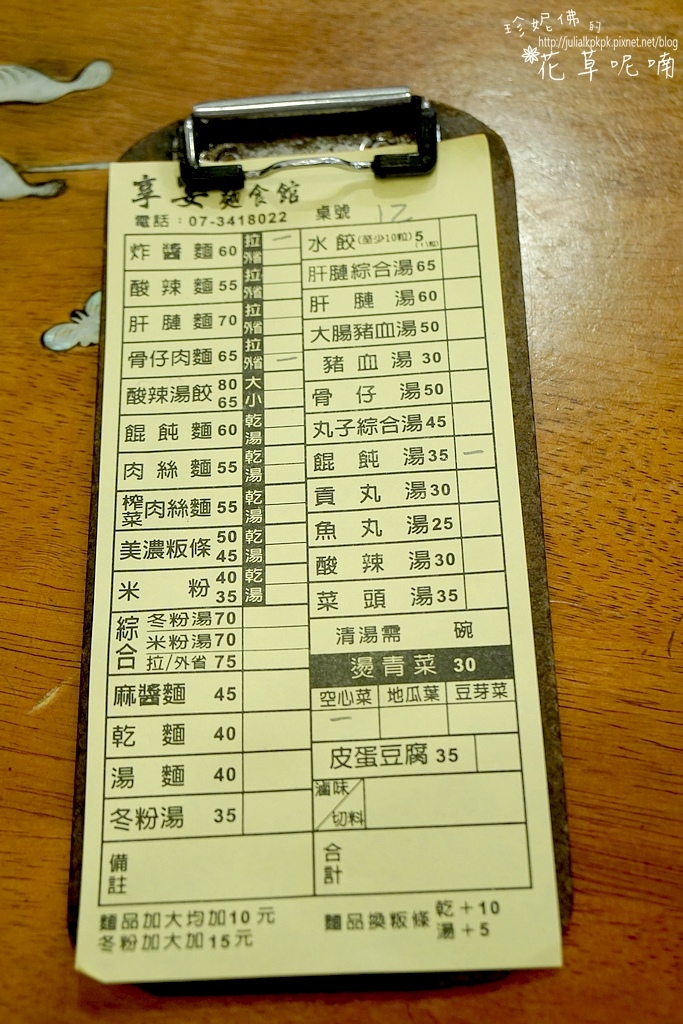 珍妮佛的
http://julialkpkpk.pixnet.net/blog
花草呢喃
享安麵食館
電話：07-3418022 桌號 12
炸醬麵 60 拉 一
外省
酸辣麵 55 拉
外省
肝腱麵 70 拉
外省
骨仔肉麵 65 拉
外省 一
酸辣湯餃 80 大
65 小
餛飩麵 60 乾
湯
肉絲麵 55 乾
湯
榨菜肉絲麵 55 乾
湯
美濃粄條 50 乾
45 湯
米粉 40 乾
35 湯
綜合 冬粉湯 70
米粉湯 70
拉/外省 75
麻醬麵 45
乾麵 40
湯麵 40
冬粉湯 35
備註
水餃(至少10粒) 5
(1粒)
肝腱綜合湯 65
肝腱湯 60
大腸豬血湯 50
豬血湯 30
骨仔湯 50
丸子綜合湯 45
餛飩湯 35 一
貢丸湯 30
魚丸湯 25
酸辣湯 30
菜頭湯 35
清湯需 碗
燙青菜 30
空心菜 地瓜葉 豆芽菜
一
皮蛋豆腐 35
滷味/切料
合計
麵品加大均加10元
冬粉加大加15元
麵品換粄條 乾+10
湯+5